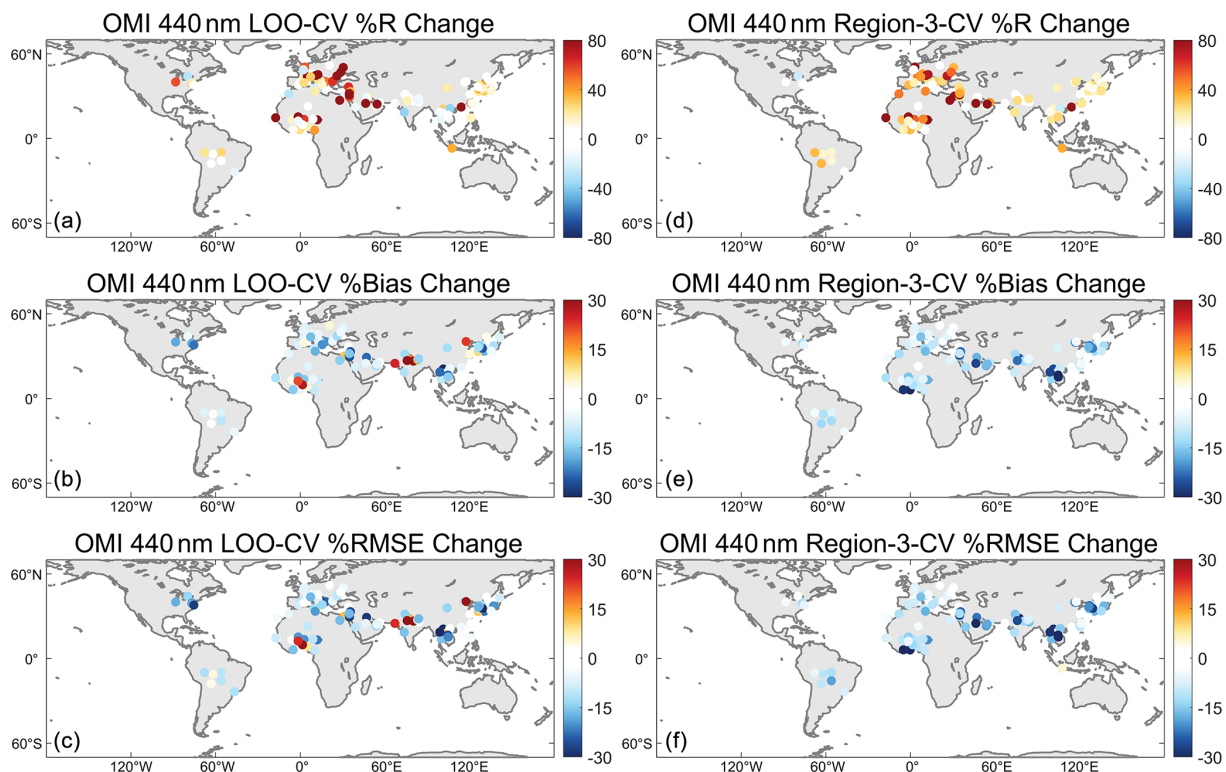 OMI 440 nm LOO-CV %R Change
60°N
0°
60°S
(a)
120°W
60°W
0°
60°E
120°E
80
40
0
-40
-80
OMI 440 nm Region-3-CV %R Change
60°N
0°
60°S
(d)
120°W
60°W
0°
60°E
120°E
80
40
0
-40
-80
OMI 440 nm LOO-CV %Bias Change
60°N
0°
60°S
(b)
120°W
60°W
0°
60°E
120°E
30
15
0
-15
-30
OMI 440 nm Region-3-CV %Bias Change
60°N
0°
60°S
(e)
120°W
60°W
0°
60°E
120°E
30
15
0
-15
-30
OMI 440 nm LOO-CV %RMSE Change
60°N
0°
60°S
(c)
120°W
60°W
0°
60°E
120°E
30
15
0
-15
-30
OMI 440 nm Region-3-CV %RMSE Change
60°N
0°
60°S
(f)
120°W
60°W
0°
60°E
120°E
30
15
0
-15
-30